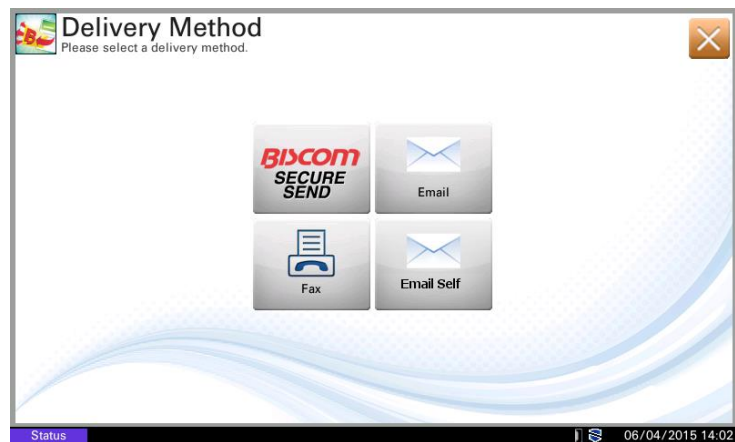 Delivery Method
Please select a delivery method.
BISCOM
SECURE
SEND
Email
Fax
Email Self
Status
06/04/2015 14:02